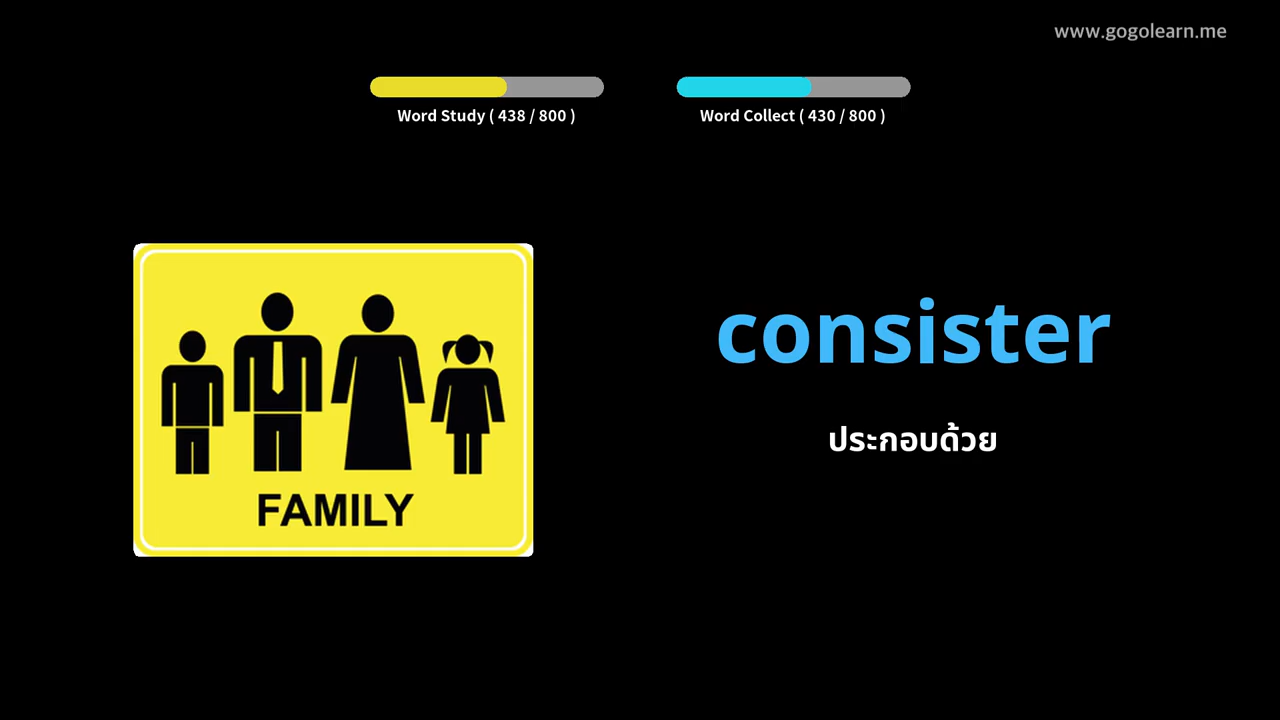 www.gogolearn.me
Word Study ( 438 / 800 )
Word Collect ( 430 / 800 )
consister
ประกอบด้วย
FAMILY